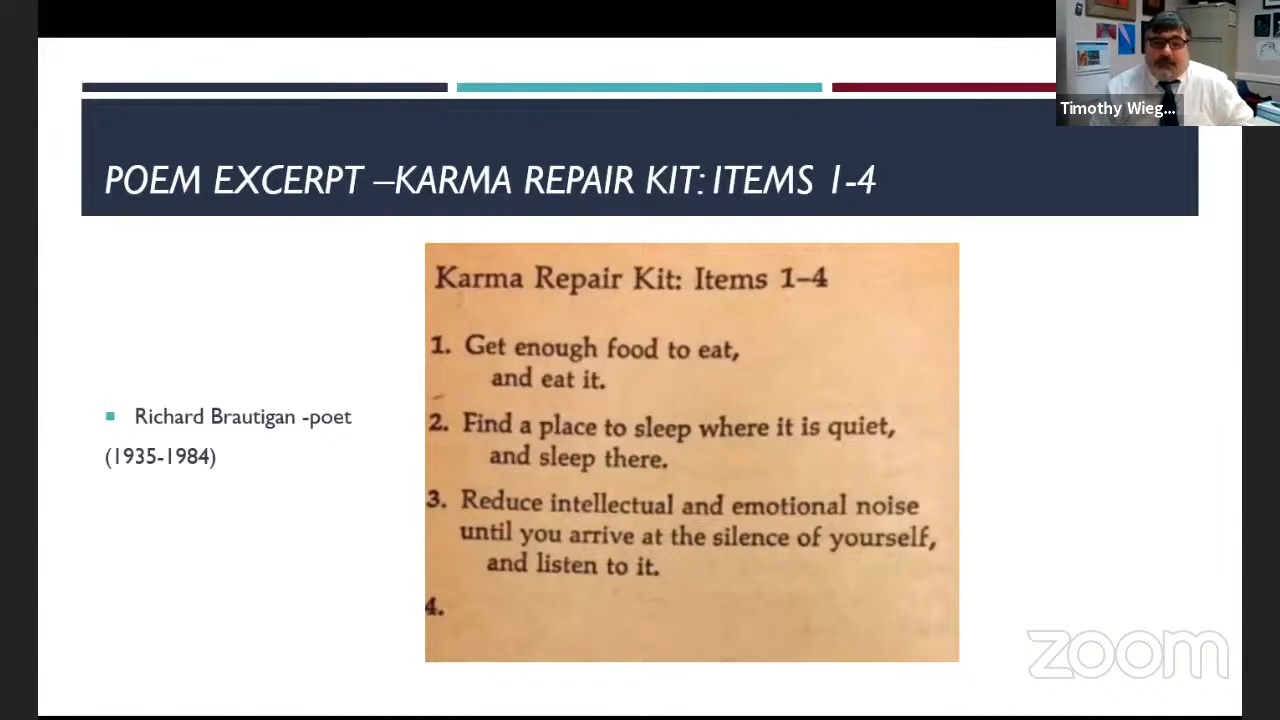 Timothy Wieg...
POEM EXCERPT –KARMA REPAIR KIT: ITEMS 1-4
Richard Brautigan -poet
(1935-1984)
Karma Repair Kit: Items 1–4
1. Get enough food to eat,
and eat it.
2. Find a place to sleep where it is quiet,
and sleep there.
3. Reduce intellectual and emotional noise
until you arrive at the silence of yourself,
and listen to it.
4.
zoom